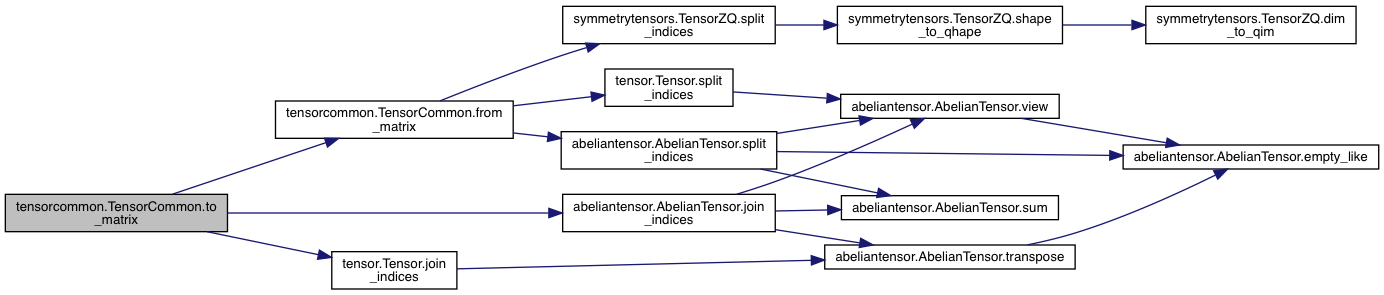 symmetrytensors.TensorZQ.split
_indices
symmetrytensors.TensorZQ.shape
_to_qhape
symmetrytensors.TensorZQ.dim
_to_qim
tensor.Tensor.split
_indices
tensorcommon.TensorCommon.from
_matrix
abeliantensor.AbelianTensor.view
abeliantensor.AbelianTensor.split
_indices
abeliantensor.AbelianTensor.empty_like
tensorcommon.TensorCommon.to
_matrix
abeliantensor.AbelianTensor.join
_indices
abeliantensor.AbelianTensor.sum
tensor.Tensor.join
_indices
abeliantensor.AbelianTensor.transpose